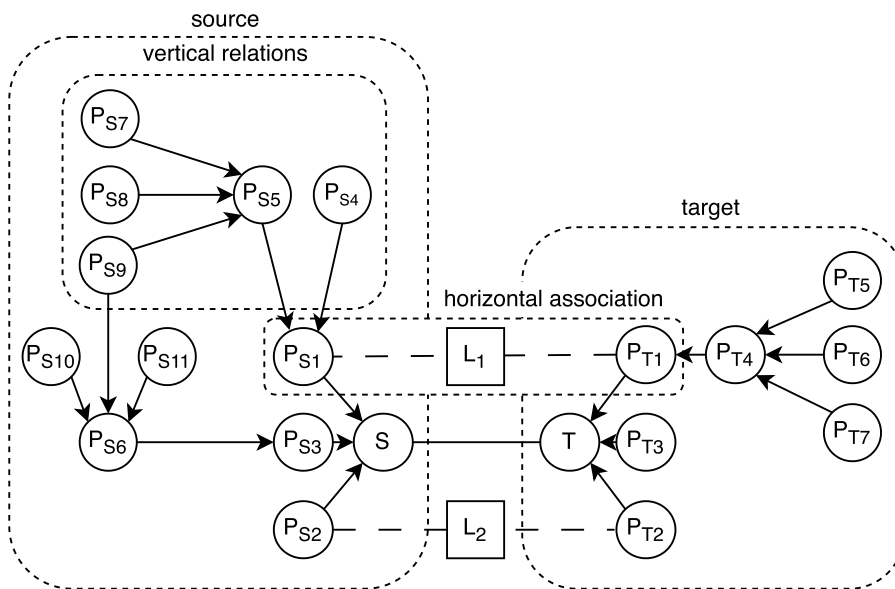 source
vertical relations
P_S7
P_S8
P_S5
P_S4
target
P_S9
P_T5
horizontal association
P_S10
P_S11
P_S1
L_1
P_T1
P_T4
P_T6
P_S6
P_S3
S
T
P_T3
P_T7
P_S2
L_2
P_T2